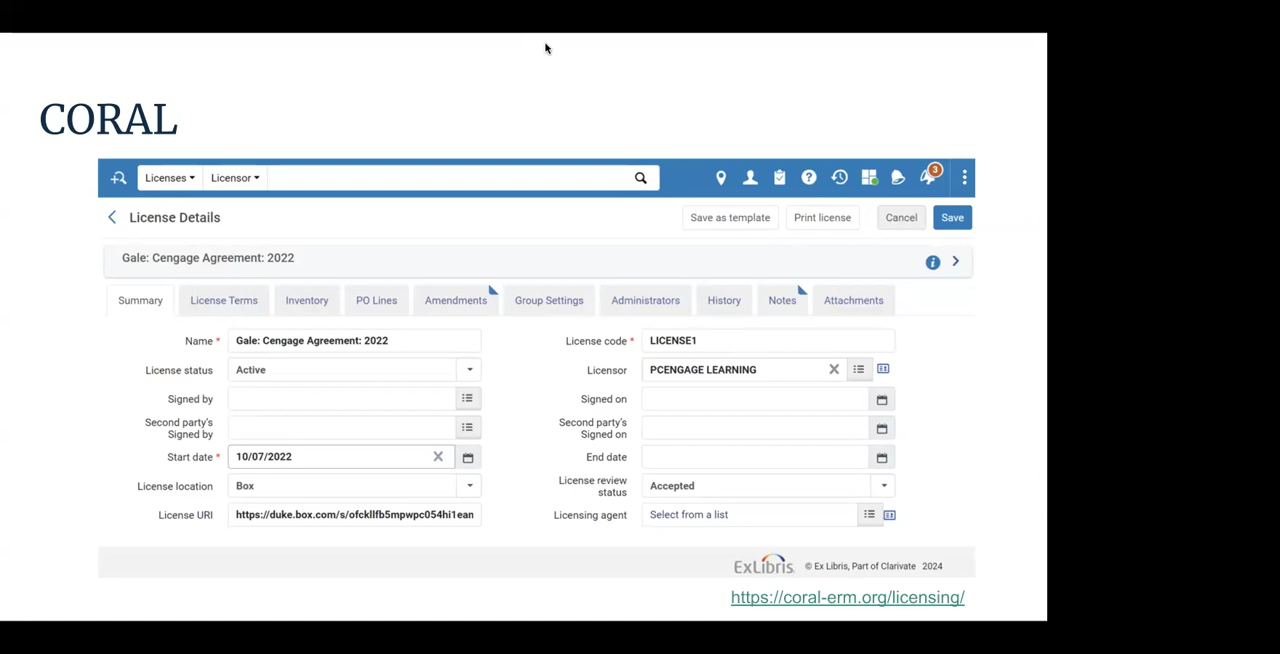 CORAL
Licenses Licensor 3
License Details Save as template Print license Cancel Save
Gale: Cengage Agreement: 2022
Summary License Terms Inventory PO Lines Amendments Group Settings Administrators History Notes Attachments
Name * Gale: Cengage Agreement: 2022 License code * LICENSE1
License status Active Licensor PCENGAGE LEARNING
Signed by Signed on
Second party's Signed by Second party's Signed on
Start date * 10/07/2022 End date
License location Box License review status Accepted
License URI https://duke.box.com/s/ofckllfb5mpwpc054hi1ean Licensing agent Select from a list
ExLibris © Ex Libris, Part of Clarivate 2024
https://coral-erm.org/licensing/